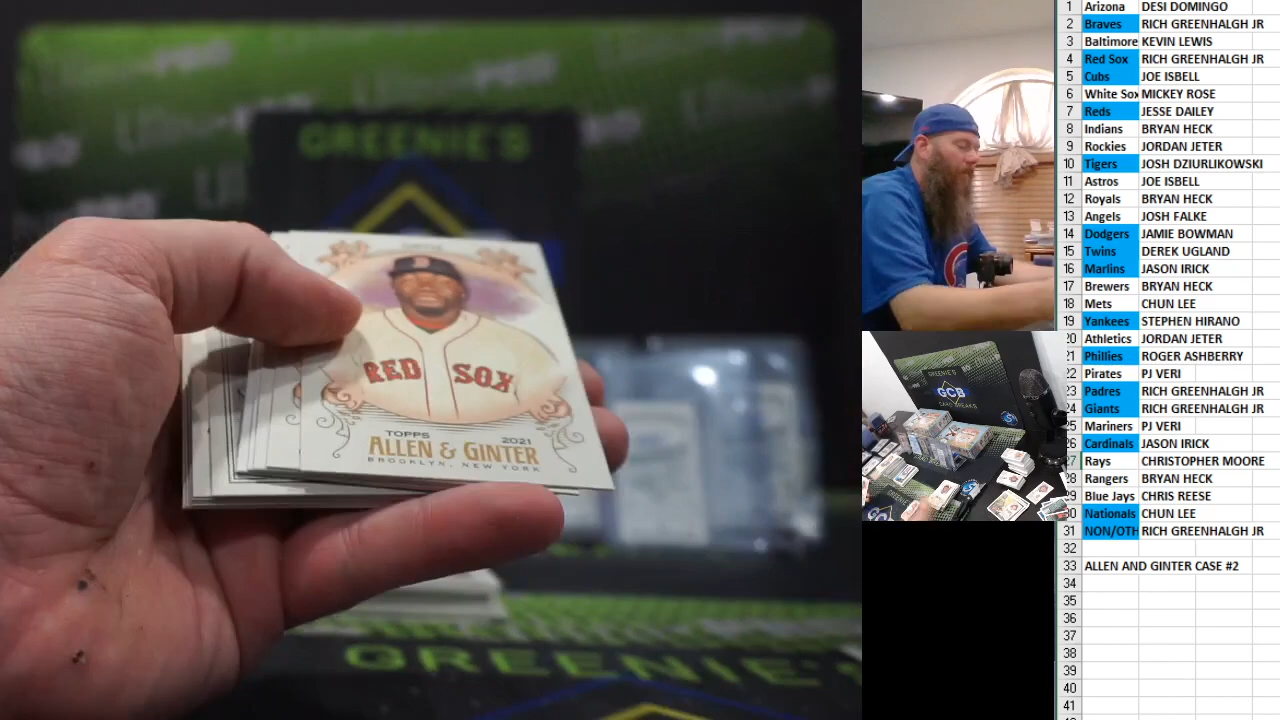 GREENIE'S
RED SOX
TOPPS 2021
ALLEN & GINTER
BROOKLYN, NEW YORK
GREENIE'S
GREENIE'S
GCB
CARD BREAKS
1 Arizona DESI DOMINGO
2 Braves RICH GREENHALGH JR
3 Baltimore KEVIN LEWIS
4 Red Sox RICH GREENHALGH JR
5 Cubs JOE ISBELL
6 White Sox MICKEY ROSE
7 Reds JESSE DAILEY
8 Indians BRYAN HECK
9 Rockies JORDAN JETER
10 Tigers JOSH DZIURLIKOWSKI
11 Astros JOE ISBELL
12 Royals BRYAN HECK
13 Angels JOSH FALKE
14 Dodgers JAMIE BOWMAN
15 Twins DEREK UGLAND
16 Marlins JASON IRICK
17 Brewers BRYAN HECK
18 Mets CHUN LEE
19 Yankees STEPHEN HIRANO
20 Athletics JORDAN JETER
21 Phillies ROGER ASHBERRY
22 Pirates PJ VERI
23 Padres RICH GREENHALGH JR
24 Giants RICH GREENHALGH JR
25 Mariners PJ VERI
26 Cardinals JASON IRICK
27 Rays CHRISTOPHER MOORE
28 Rangers BRYAN HECK
29 Blue Jays CHRIS REESE
30 Nationals CHUN LEE
31 NON/OTH RICH GREENHALGH JR
32
33 ALLEN AND GINTER CASE #2
34
35
36
37
38
39
40
41